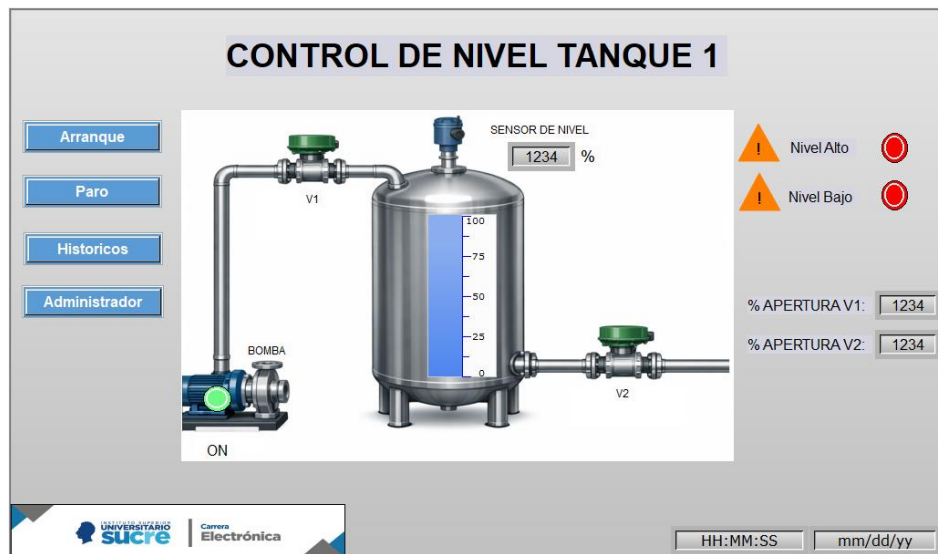 CONTROL DE NIVEL TANQUE 1
Arranque
Paro
Historicos
Administrador
SENSOR DE NIVEL
1234 %
V1
100
75
50
25
0
BOMBA
ON
V2
! Nivel Alto
! Nivel Bajo
% APERTURA V1: 1234
% APERTURA V2: 1234
INSTITUTO SUPERIOR
UNIVERSITARIO
sucre
Carrera
Electrónica
HH:MM:SS mm/dd/yy